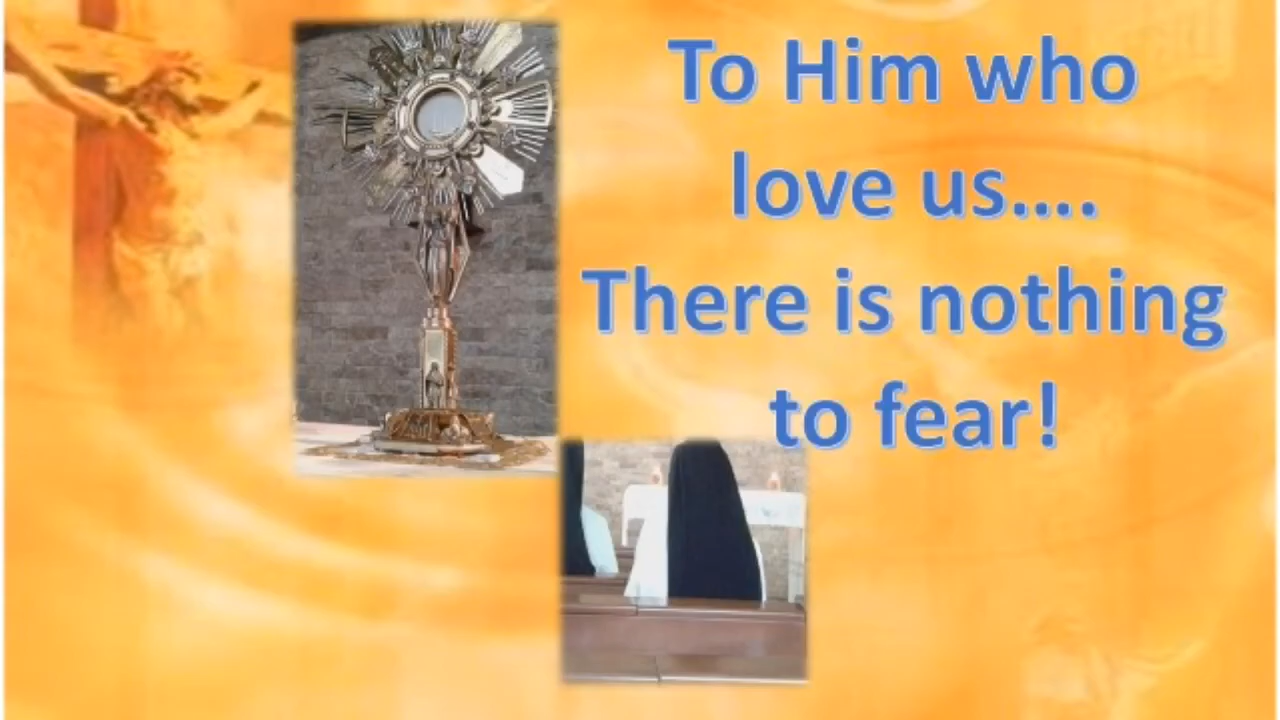 To Him who
love us....
There is nothing
to fear!